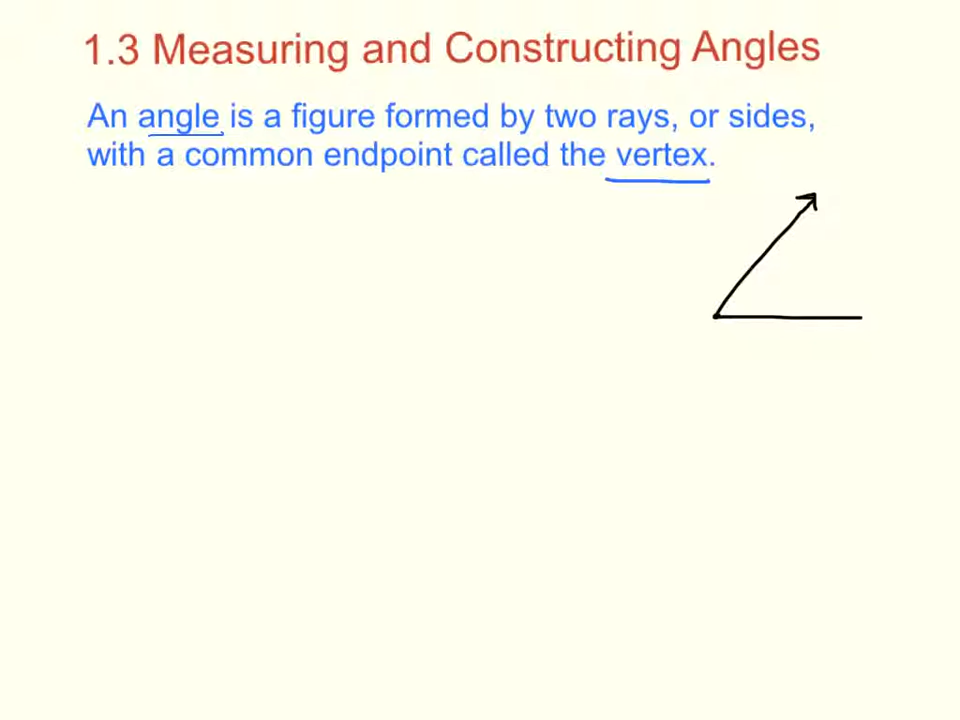 1.3 Measuring and Constructing Angles
An angle is a figure formed by two rays, or sides,
with a common endpoint called the vertex.